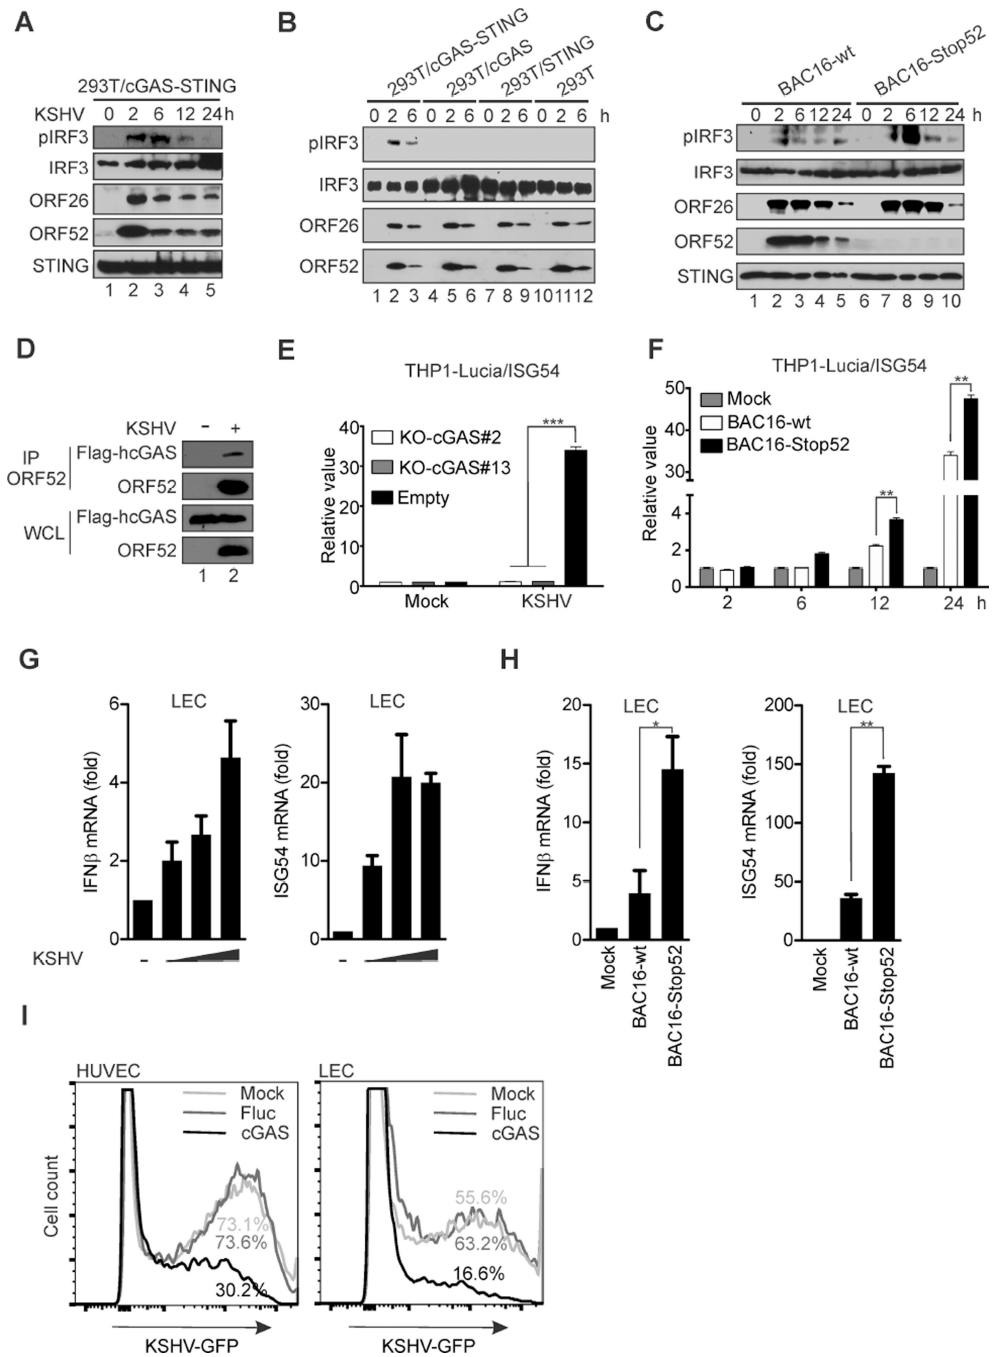 A
293T/cGAS-STING
KSHV 0 2 6 12 24 h
pIRF3
IRF3
ORF26
ORF52
STING
1 2 3 4 5
B
293T/cGAS-STING
293T/cGAS
293T/STING
293T
0 2 6 0 2 6 0 2 6 0 2 6 h
pIRF3
IRF3
ORF26
ORF52
1 2 3 4 5 6 7 8 9 10 11 12
C
BAC16-wt
BAC16-Stop52
0 2 6 12 24 0 2 6 12 24 h
pIRF3
IRF3
ORF26
ORF52
STING
1 2 3 4 5 6 7 8 9 10
D
KSHV - +
IP ORF52
Flag-hcGAS
ORF52
WCL
Flag-hcGAS
ORF52
1 2
E
THP1-Lucia/ISG54
Relative value
40
30
20
10
0
KO-cGAS#2
KO-cGAS#13
Empty
***
Mock KSHV
F
THP1-Lucia/ISG54
Relative value
50
40
30
4
2
0
Mock
BAC16-wt
BAC16-Stop52
**
**
2 6 12 24 h
G
LEC
IFNβ mRNA (fold)
6
4
2
0
KSHV -
LEC
ISG54 mRNA (fold)
30
20
10
0
-
H
LEC
IFNβ mRNA (fold)
20
15
10
5
0
*
Mock
BAC16-wt
BAC16-Stop52
LEC
ISG54 mRNA (fold)
200
150
100
50
0
**
Mock
BAC16-wt
BAC16-Stop52
I
HUVEC
Cell count
Mock
Fluc
cGAS
73.1%
73.6%
30.2%
KSHV-GFP
LEC
Mock
Fluc
cGAS
55.6%
63.2%
16.6%
KSHV-GFP